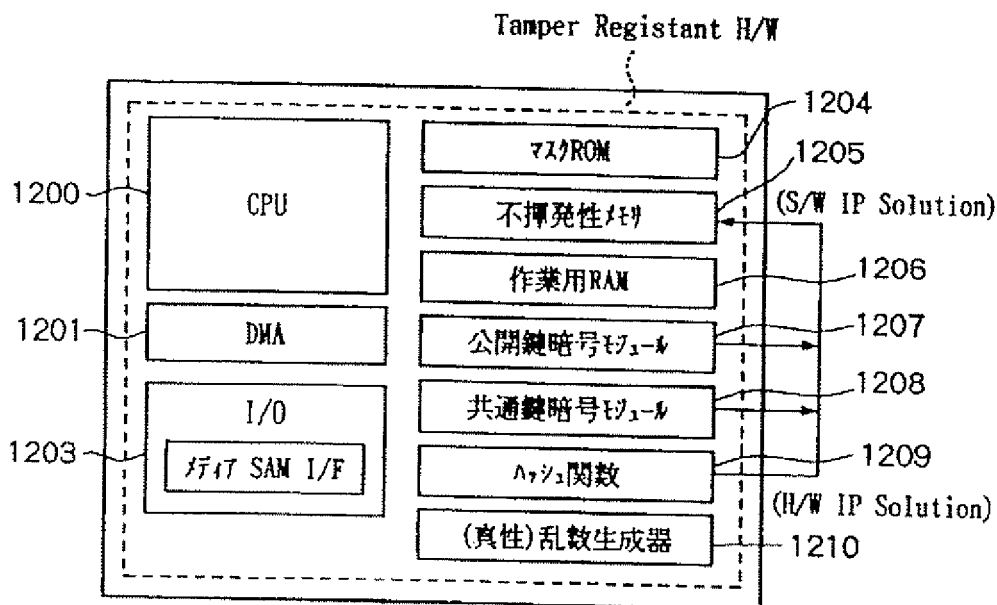 Tamper Registant H/W
1200
CPU
1201
DMA
1203
I/O
メディア SAM I/F
マスクROM
1204
不揮発性メモリ
1205
(S/W IP Solution)
作業用RAM
1206
公開鍵暗号モジュール
1207
共通鍵暗号モジュール
1208
ハッシュ関数
1209
(H/W IP Solution)
(真性)乱数生成器
1210